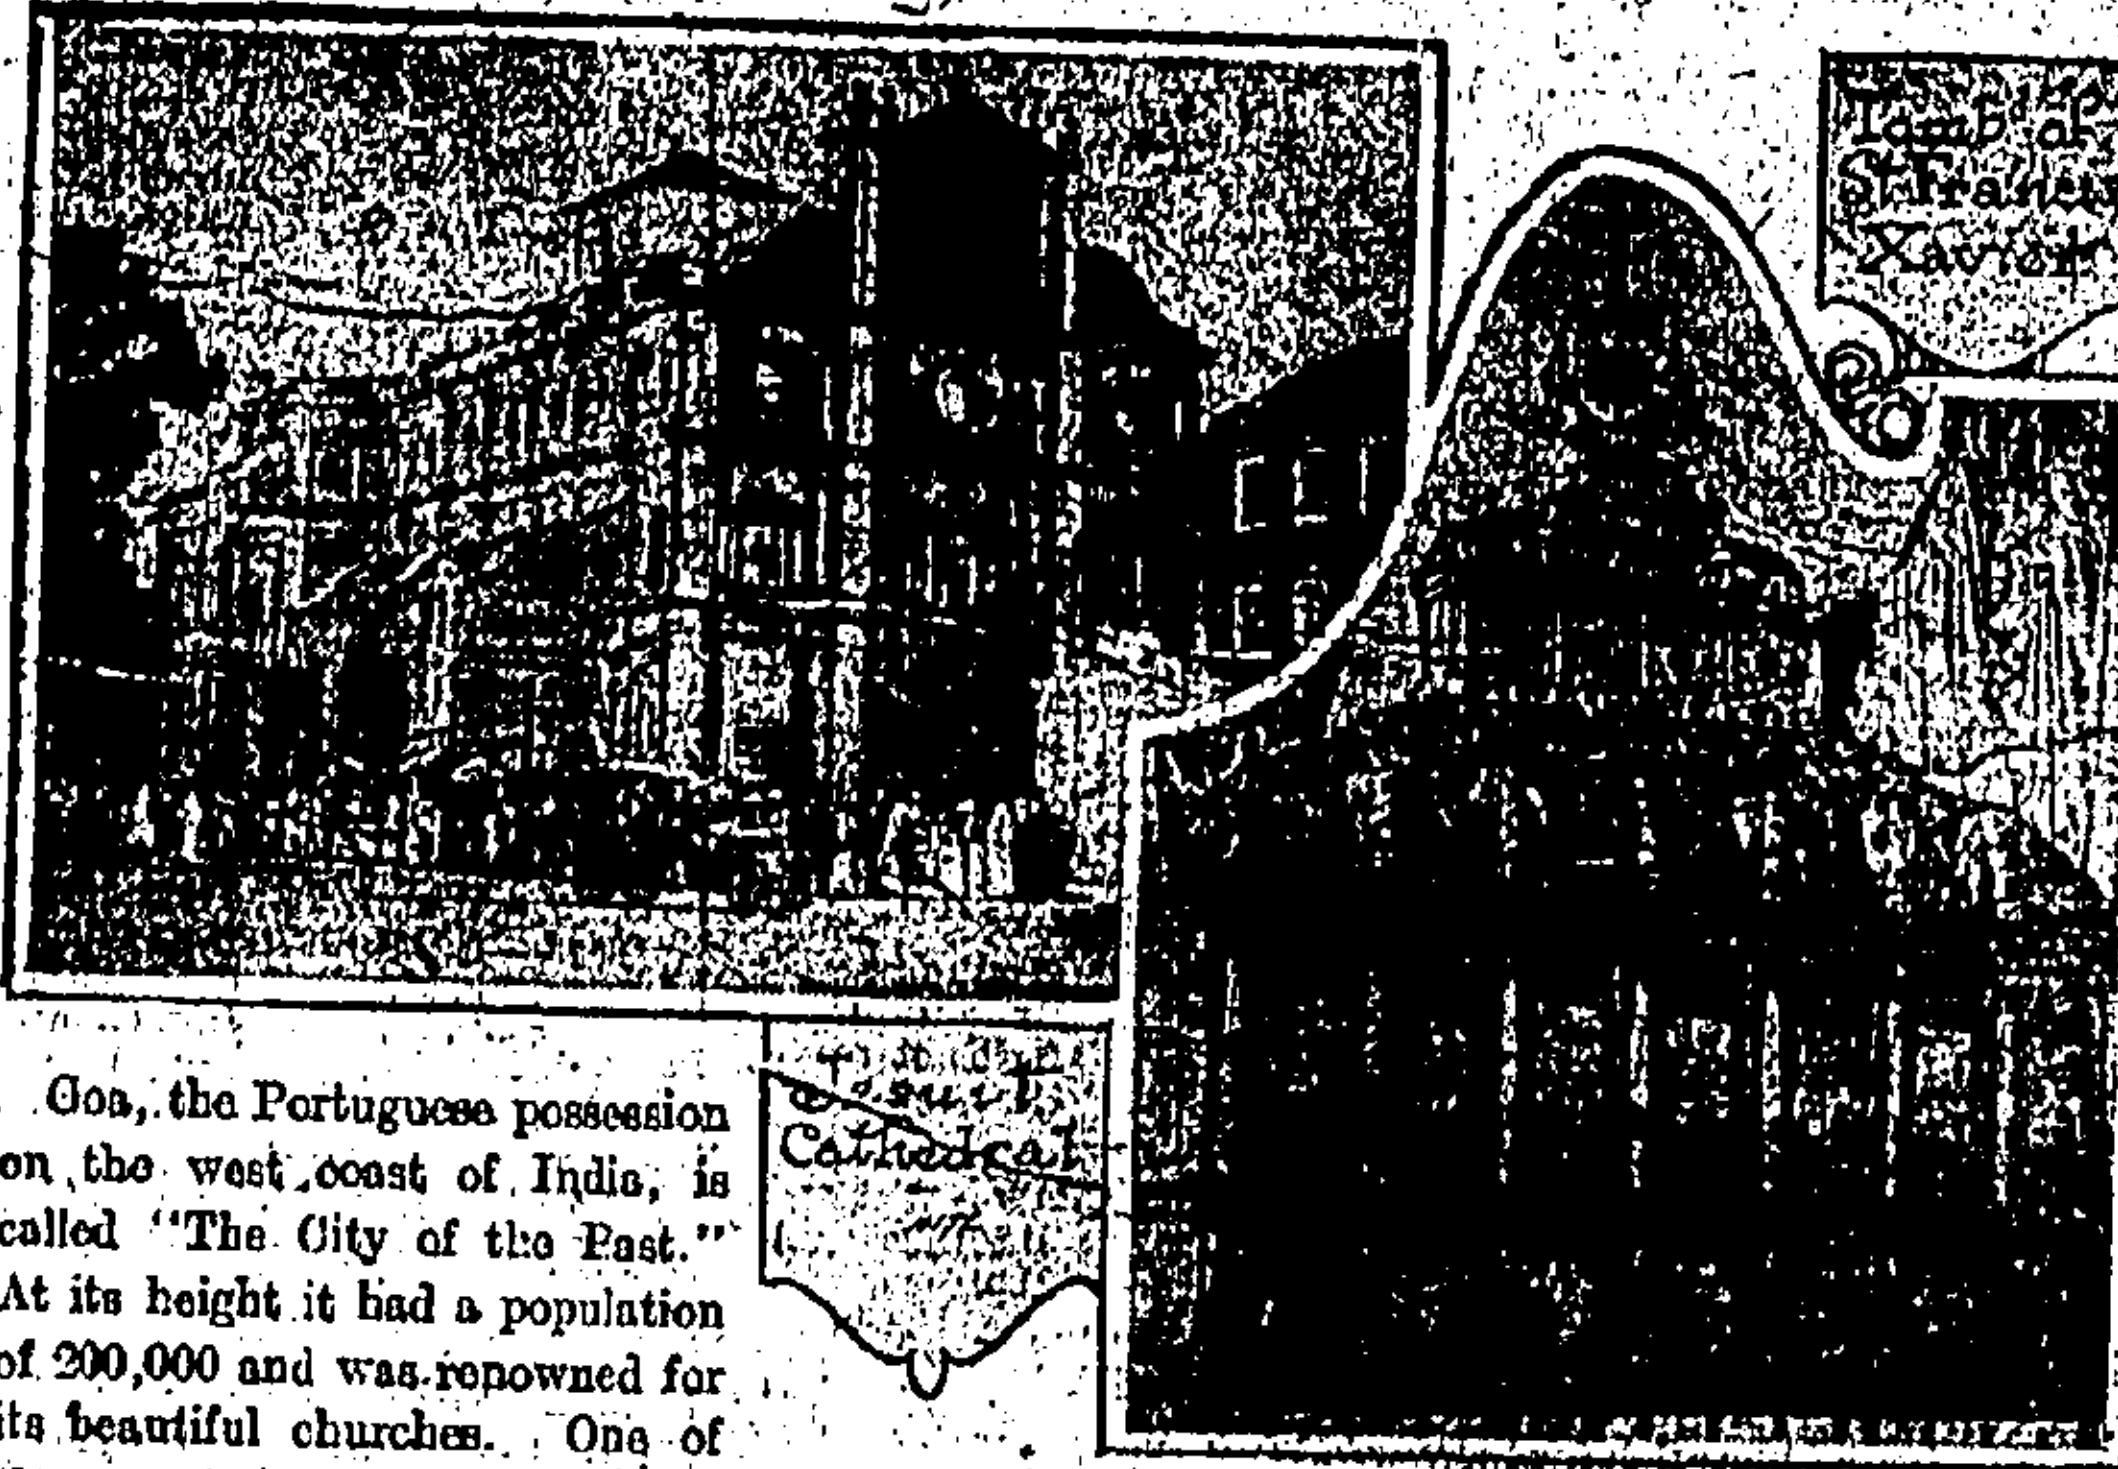 Tomb of
St Francis
Xavier
Jesuit
Cathedral
Goa, the Portuguese possession
on the west coast of India, is
called "The City of the Past."
At its height it had a population
of 200,000 and was renowned for
its beautiful churches. One of